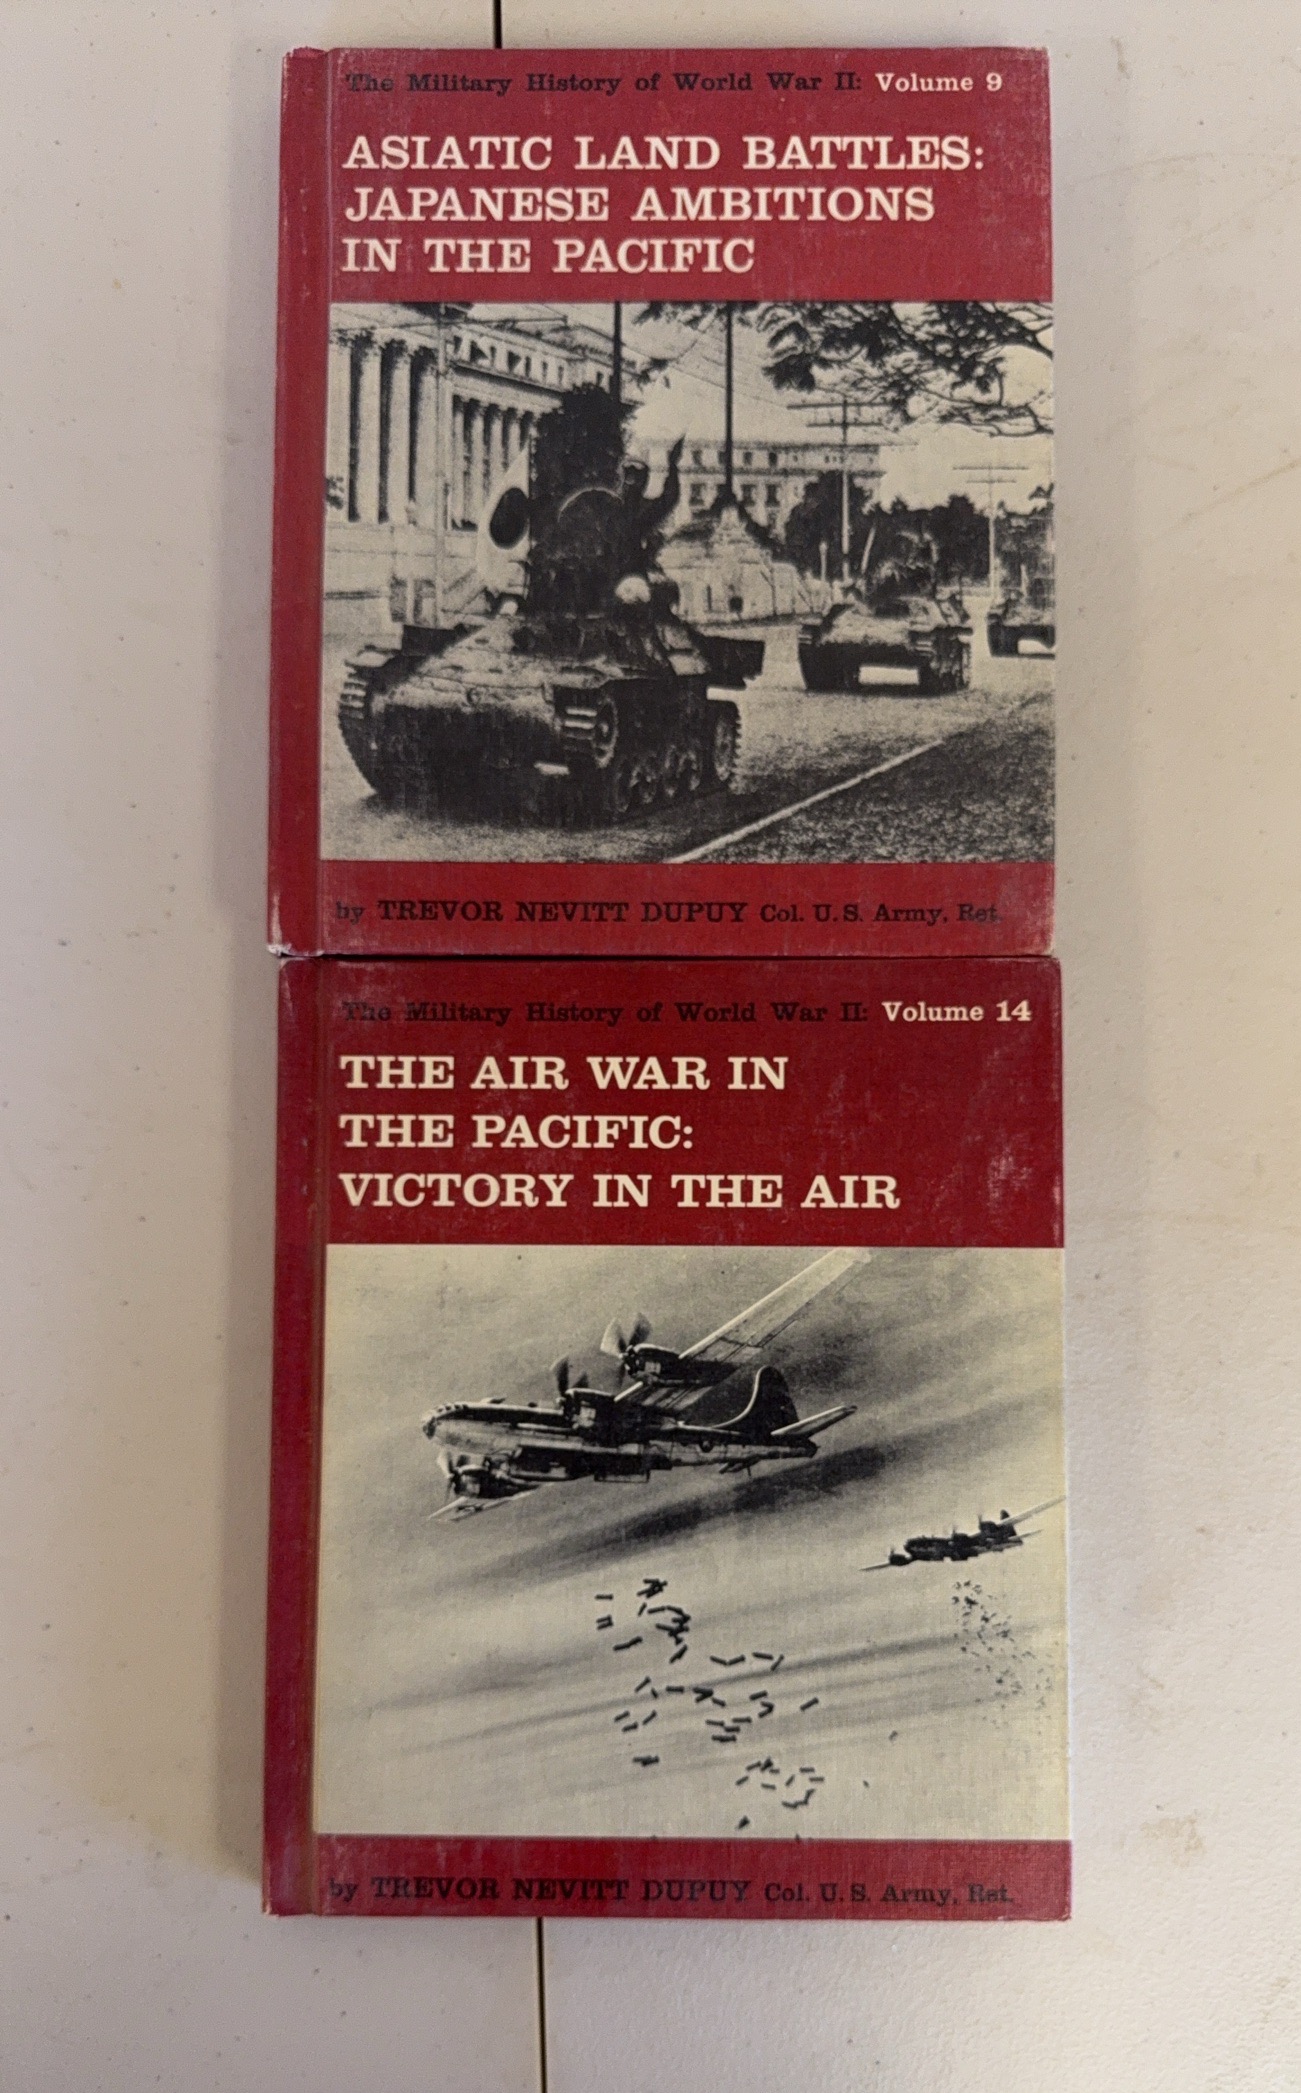 The Military History of World War II: Volume 9
ASIATIC LAND BATTLES:
JAPANESE AMBITIONS
IN THE PACIFIC
by TREVOR NEVITT DUPUY Col. U.S. Army, Ret.
The Military History of World War II: Volume 14
THE AIR WAR IN
THE PACIFIC:
VICTORY IN THE AIR
by TREVOR NEVITT DUPUY Col. U.S. Army, Ret.